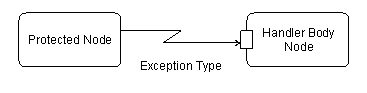 Protected Node
Handler Body
Node
Exception Type